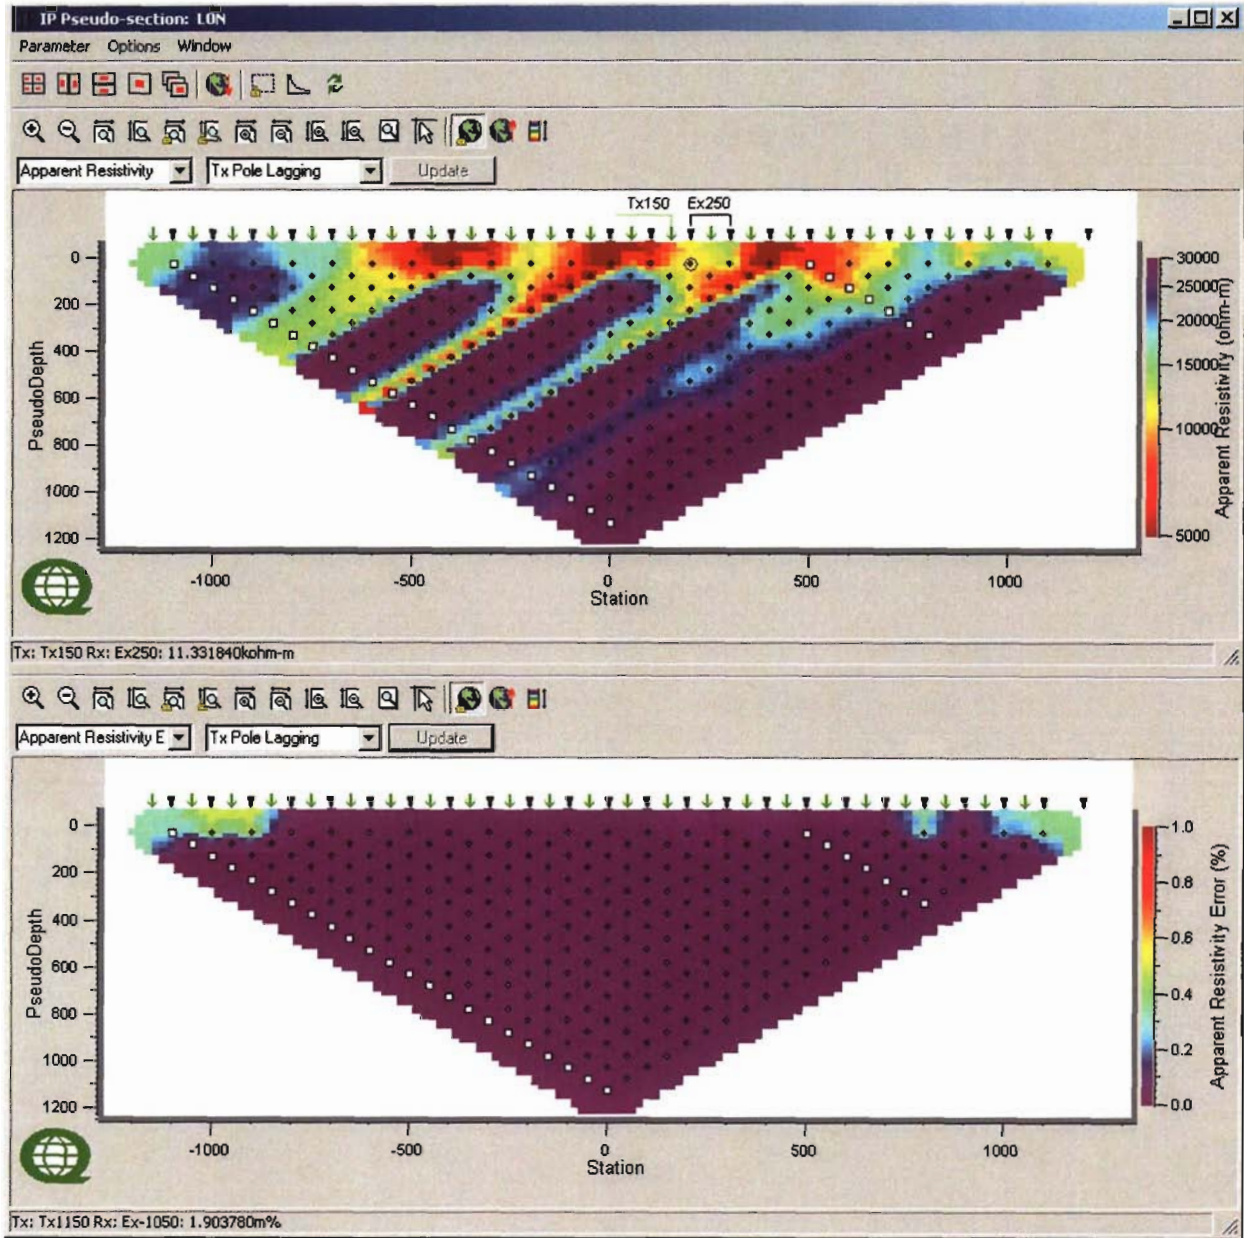 IP Pseudo-section: L0N
Parameter Options Window
Apparent Resistivity Tx Pole Lagging Update
Tx150 Ex250
PseudoDepth
0
200
400
600
800
1000
1200
-1000 -500 0 500 1000
Station
30000
25000
20000
15000
10000
5000
Apparent Resistivity (ohm-m)
Tx: Tx150 Rx: Ex250: 11.331840kohm-m
Apparent Resistivity E Tx Pole Lagging Update
PseudoDepth
0
200
400
600
800
1000
1200
-1000 -500 0 500 1000
Station
1.0
0.8
0.6
0.4
0.2
0.0
Apparent Resistivity Error (%)
Tx: Tx1150 Rx: Ex-1050: 1.903780m%